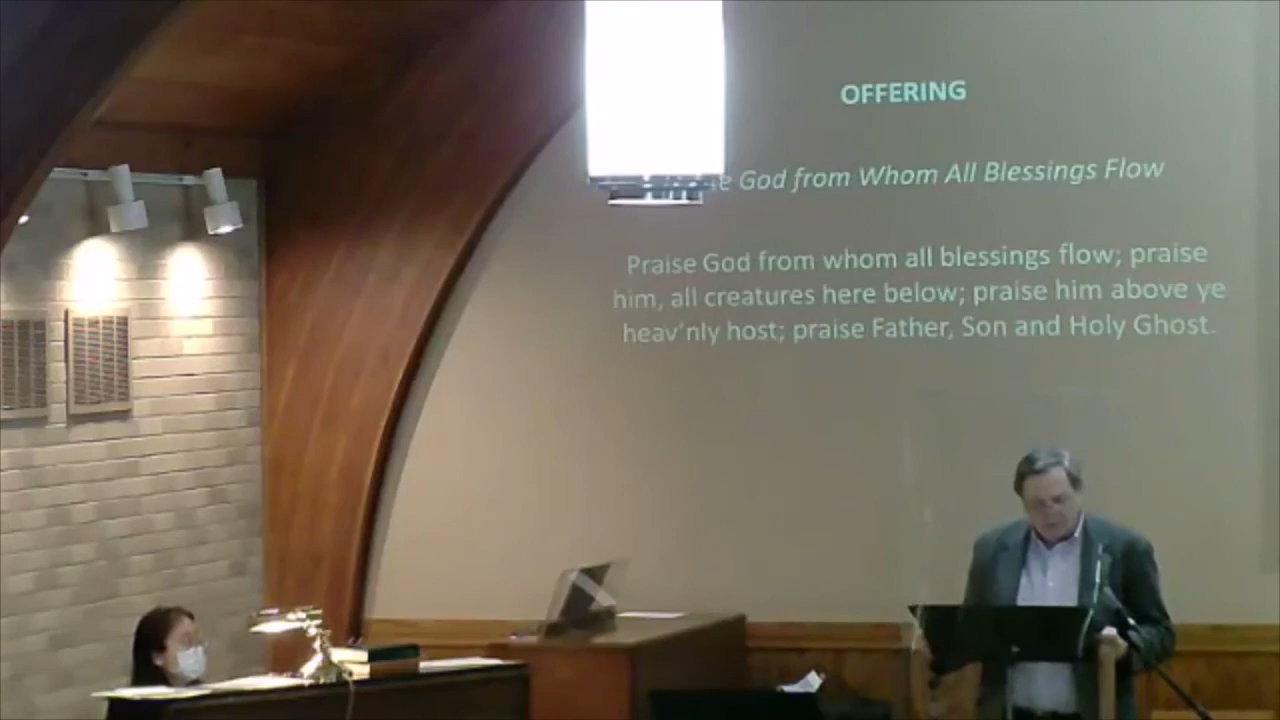 OFFERING
God from Whom All Blessings Flow
Praise God from whom all blessings flow; praise
him, all creatures here below; praise him above ye
heav'nly host; praise Father, Son and Holy Ghost.